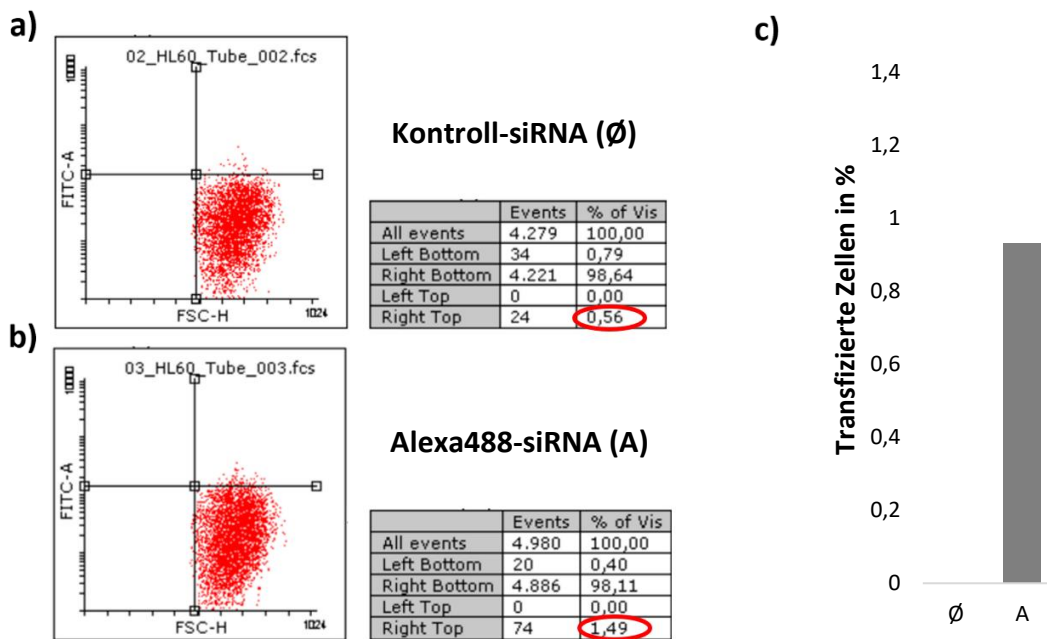 a)
02_HL60_Tube_002.fcs
FITC-A
FSC-H
1024
Kontroll-siRNA (Ø)
Events % of Vis
All events 4.279 100,00
Left Bottom 34 0,79
Right Bottom 4.221 98,64
Left Top 0 0,00
Right Top 24 0,56
b)
03_HL60_Tube_003.fcs
FITC-A
FSC-H
1024
Alexa488-siRNA (A)
Events % of Vis
All events 4.980 100,00
Left Bottom 20 0,40
Right Bottom 4.886 98,11
Left Top 0 0,00
Right Top 74 1,49
c)
Transfizierte Zellen in %
1,4
1,2
1
0,8
0,6
0,4
0,2
0
Ø A